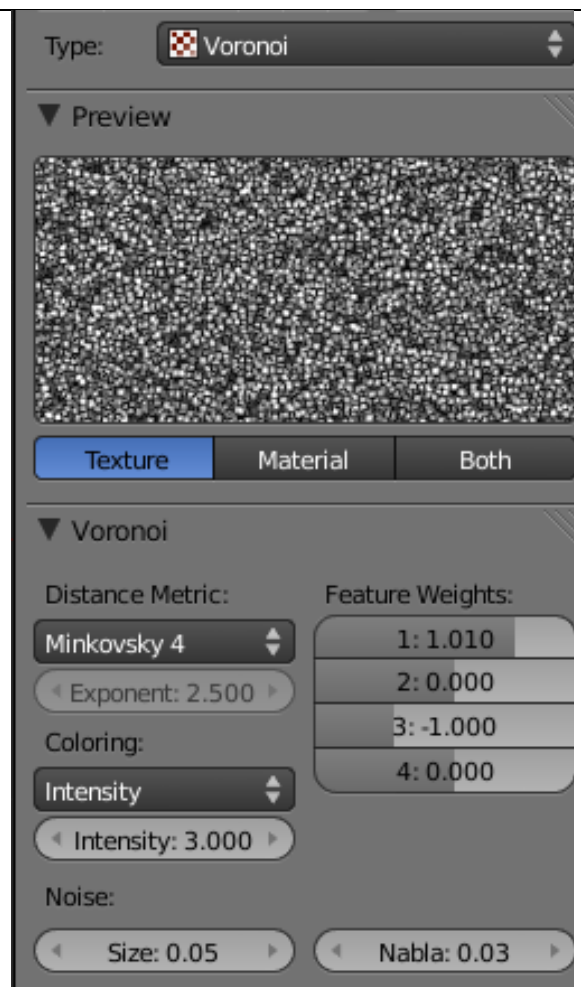 Type: Voronoi
Preview
Texture Material Both
Voronoi
Distance Metric: Feature Weights:
Minkovsky 4 1: 1.010
Exponent: 2.500 2: 0.000
Coloring: 3: -1.000
Intensity 4: 0.000
Intensity: 3.000
Noise:
Size: 0.05 Nabla: 0.03